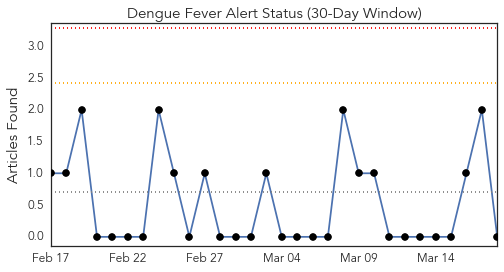 Dengue Fever Alert Status (30-Day Window)
Articles Found
3.0
2.5
2.0
1.5
1.0
0.5
0.0
Feb 17 Feb 22 Feb 27 Mar 04 Mar 09 Mar 14